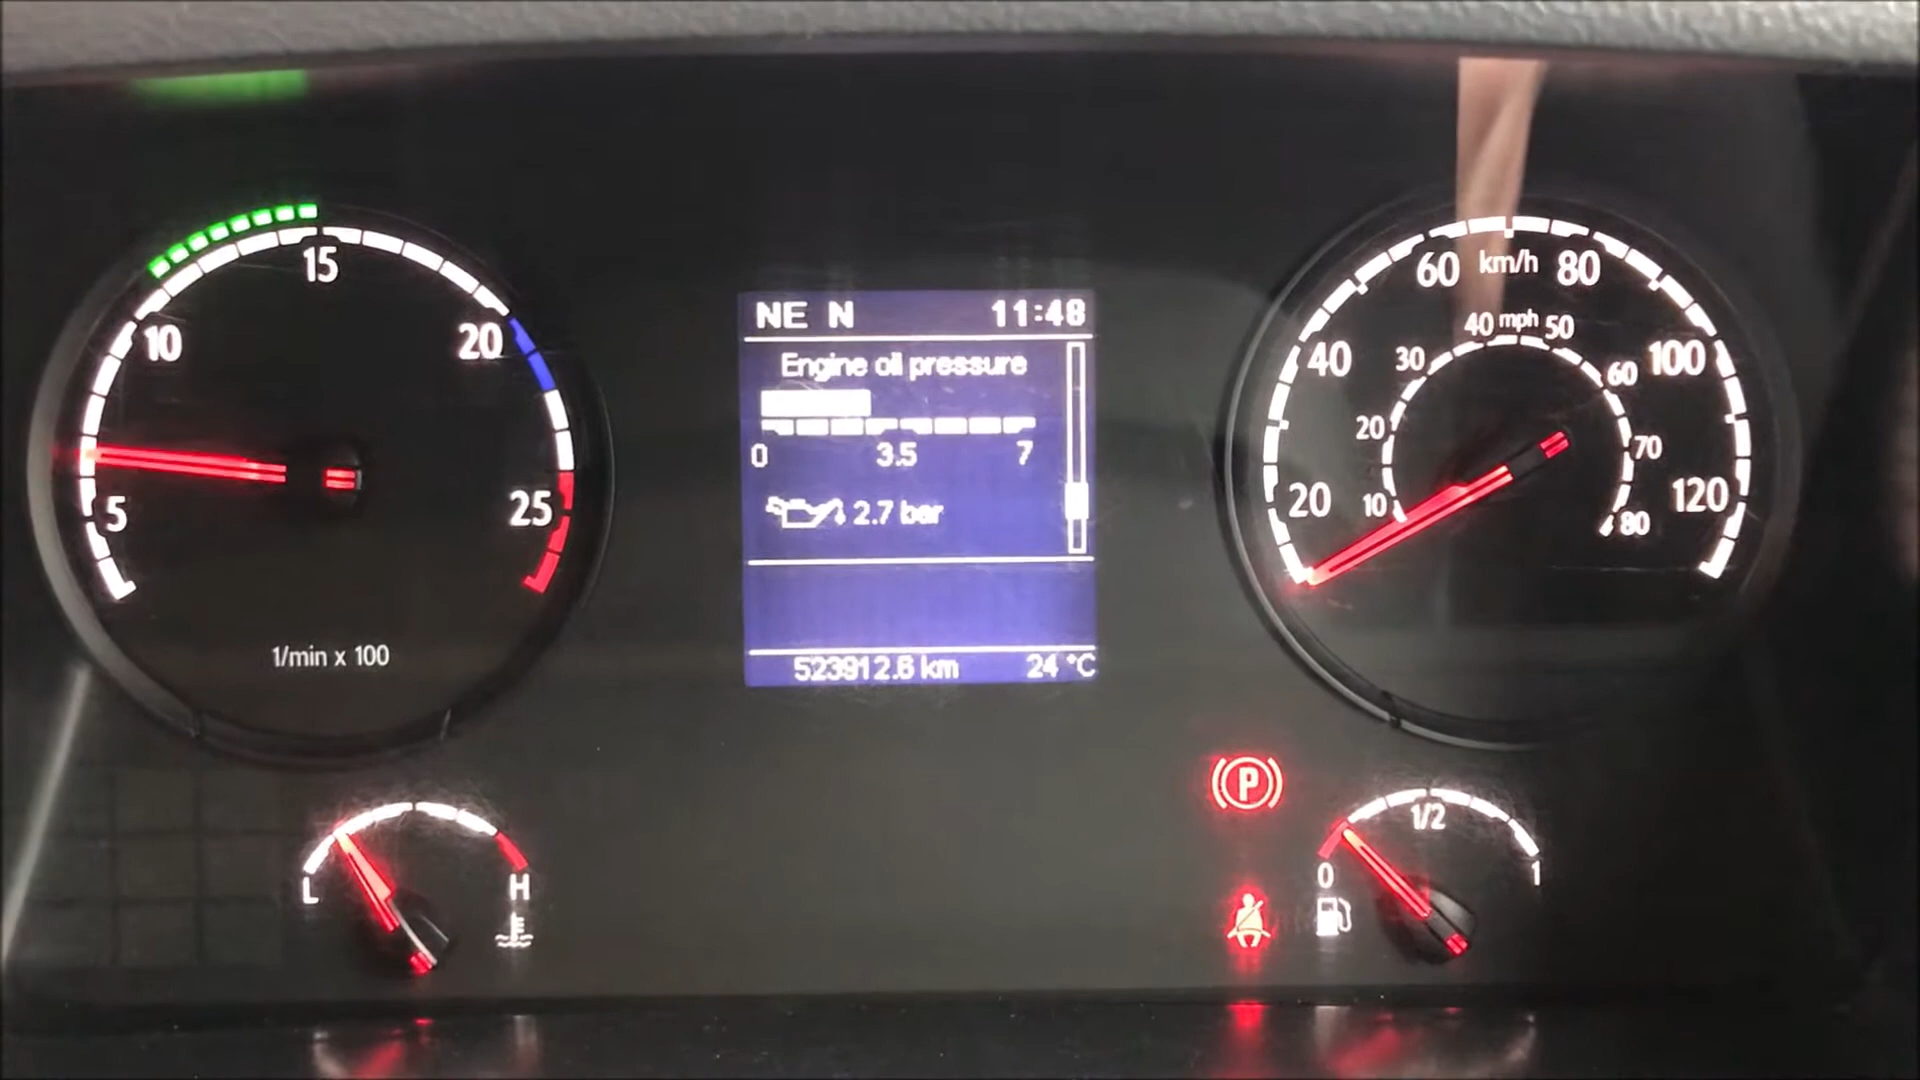 15
10
20
5
25
1/min x 100
L
H
NE N 11:48
Engine oil pressure
0 3.5 7
2.7 bar
523912.6 km 24 °C
60 km/h 80
40 mph 50
40 30 60 100
20 70
20 10 80 120
P
1/2
0 1